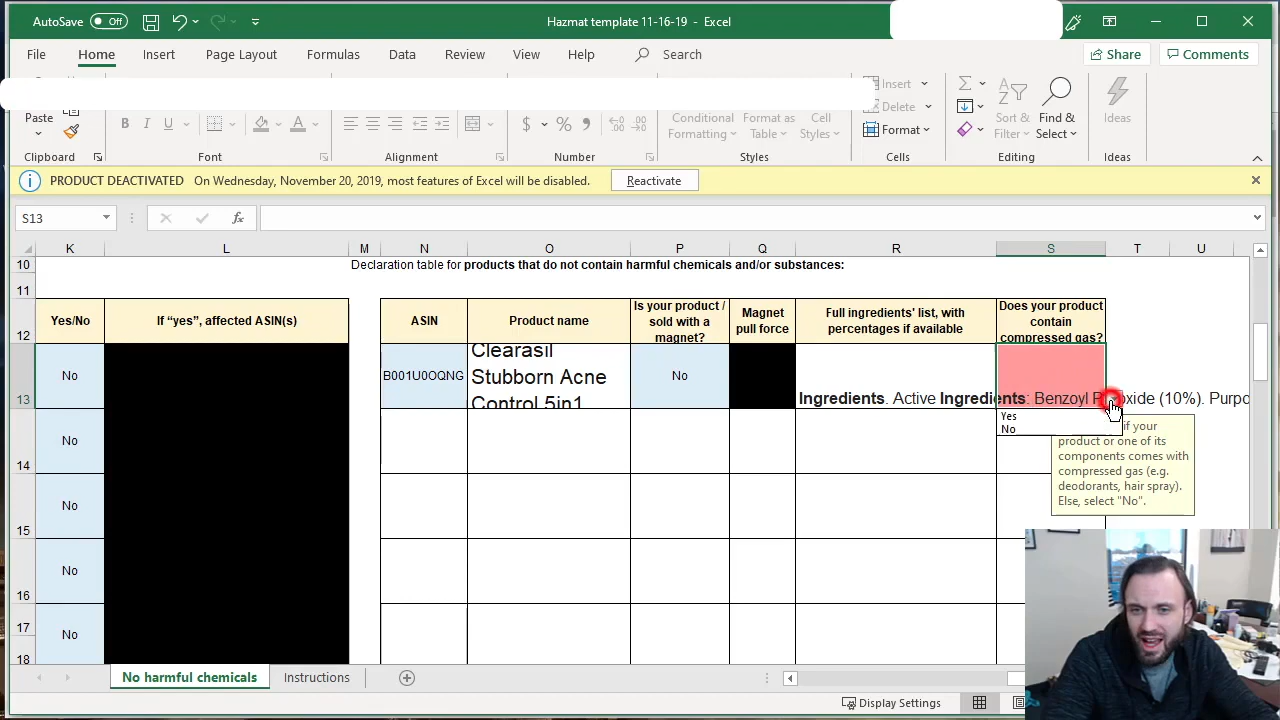 AutoSave Off
Hazmat template 11-16-19 - Excel
File Home Insert Page Layout Formulas Data Review View Help Search
Share Comments
Paste
B I U
$ % 9
Conditional Formatting
Format as Table
Cell Styles
Insert
Delete
Format
Sort & Filter
Find & Select
Ideas
Clipboard Font Alignment Number Styles Cells Editing Ideas
PRODUCT DEACTIVATED On Wednesday, November 20, 2019, most features of Excel will be disabled. Reactivate
S13 fx
K L M N O P Q R S T U
10 Declaration table for products that do not contain harmful chemicals and/or substances:
11
12 Yes/No If “yes”, affected ASIN(s) ASIN Product name
Is your product / sold with a magnet?
Magnet pull force
Full ingredients' list, with percentages if available
Does your product contain compressed gas?
13 No B001U0OQNG
Clearasil
Stubborn Acne
Control 5in1
No
Ingredients. Active Ingredients: Benzoyl Peroxide (10%). Purpo
Yes
No
if your
product or one of its
components comes with
compressed gas (e.g.
deodorants, hair spray).
Else, select "No".
14 No
15 No
16 No
17 No
18
No harmful chemicals Instructions
Display Settings